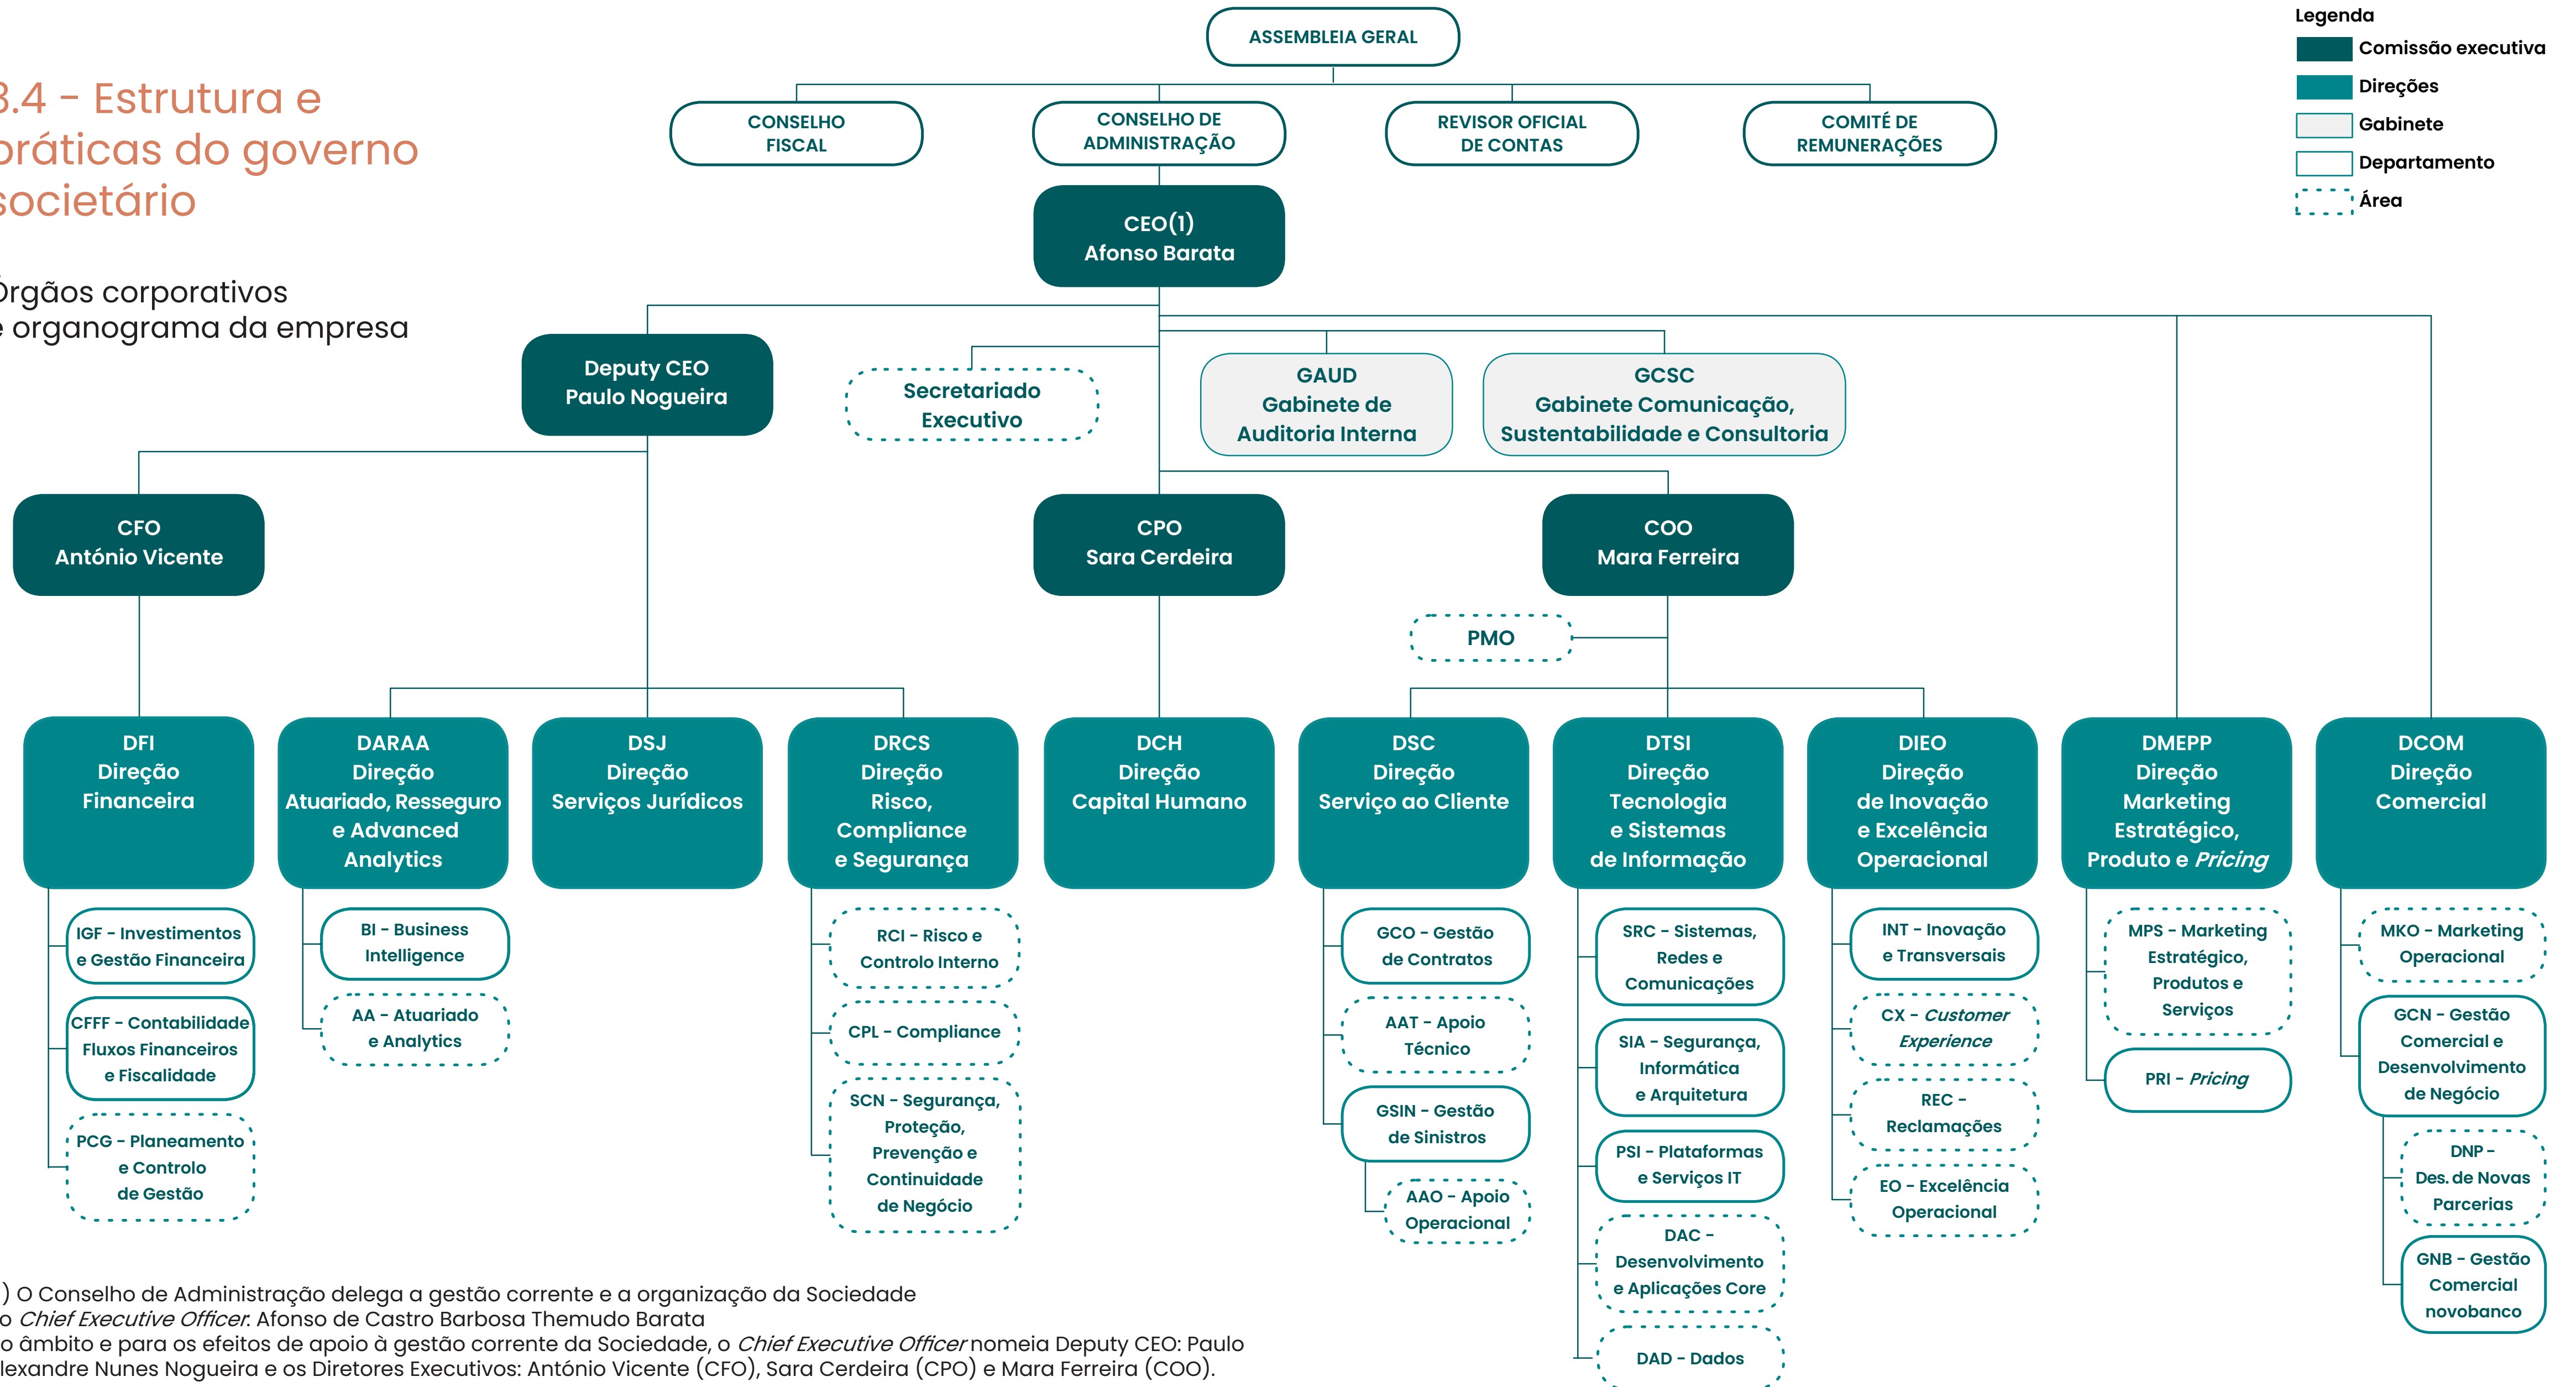 3.4 - Estrutura e
práticas do governo
societário
Órgãos corporativos
e organograma da empresa
Legenda
Comissão executiva
Direções
Gabinete
Departamento
Área
ASSEMBLEIA GERAL
CONSELHO
FISCAL
CONSELHO DE
ADMINISTRAÇÃO
REVISOR OFICIAL
DE CONTAS
COMITÉ DE
REMUNERAÇÕES
CEO(1)
Afonso Barata
Deputy CEO
Paulo Nogueira
Secretariado
Executivo
GAUD
Gabinete de
Auditoria Interna
GCSC
Gabinete Comunicação,
Sustentabilidade e Consultoria
CFO
António Vicente
CPO
Sara Cerdeira
COO
Mara Ferreira
PMO
DFI
Direção
Financeira
IGF - Investimentos
e Gestão Financeira
CFFF - Contabilidade
Fluxos Financeiros
e Fiscalidade
PCG - Planeamento
e Controlo
de Gestão
DARAA
Direção
Atuariado, Resseguro
e Advanced
Analytics
BI - Business
Intelligence
AA - Atuariado
e Analytics
DSJ
Direção
Serviços Jurídicos
DRCS
Direção
Risco,
Compliance
e Segurança
RCI - Risco e
Controlo Interno
CPL - Compliance
SCN - Segurança,
Proteção,
Prevenção e
Continuidade
de Negócio
DCH
Direção
Capital Humano
DSC
Direção
Serviço ao Cliente
GCO - Gestão
de Contratos
AAT - Apoio
Técnico
GSIN - Gestão
de Sinistros
AAO - Apoio
Operacional
DTSI
Direção
Tecnologia
e Sistemas
de Informação
SRC - Sistemas,
Redes e
Comunicações
SIA - Segurança,
Informática
e Arquitetura
PSI - Plataformas
e Serviços IT
DAC -
Desenvolvimento
e Aplicações Core
DAD - Dados
DIEO
Direção
de Inovação
e Excelência
Operacional
INT - Inovação
e Transversais
CX - Customer
Experience
REC -
Reclamações
EO - Excelência
Operacional
DMEPP
Direção
Marketing
Estratégico,
Produto e Pricing
MPS - Marketing
Estratégico,
Produtos e
Serviços
PRI - Pricing
DCOM
Direção
Comercial
MKO - Marketing
Operacional
GCN - Gestão
Comercial e
Desenvolvimento
de Negócio
DNP -
Des. de Novas
Parcerias
GNB - Gestão
Comercial
novobanco
) O Conselho de Administração delega a gestão corrente e a organização da Sociedade
o Chief Executive Officer: Afonso de Castro Barbosa Themudo Barata
o âmbito e para os efeitos de apoio à gestão corrente da Sociedade, o Chief Executive Officer nomeia Deputy CEO: Paulo
lexandre Nunes Nogueira e os Diretores Executivos: António Vicente (CFO), Sara Cerdeira (CPO) e Mara Ferreira (COO).